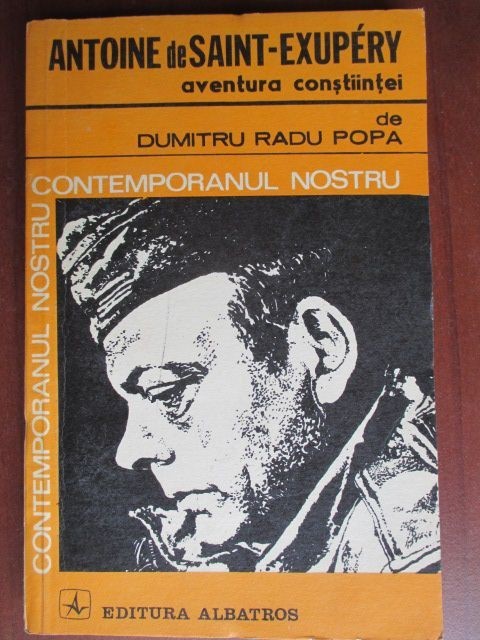 ANTOINE de SAINT-EXUPÉRY
aventura conştiinţei
de
DUMITRU RADU POPA
CONTEMPORANUL NOSTRU
CONTEMPORANUL NOSTRU
EDITURA ALBATROS